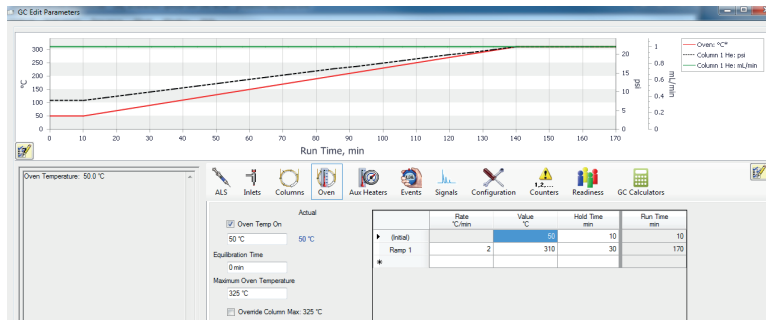 GC Edit Parameters
300
250
200
150
100
50
0
°C
20
15
10
5
0
psi
1
0.8
0.6
0.4
0.2
0
mL/min
Oven: °C*
Column 1 He: psi
Column 1 He: mL/min
0 10 20 30 40 50 60 70 80 90 100 110 120 130 140 150 160 170
Run Time, min
Oven Temperature: 50.0 °C
ALS Inlets Columns Oven Aux Heaters Events Signals Configuration Counters Readiness GC Calculators
1,2,...
Actual
Oven Temp On
50 °C 50 °C
Equilibration Time
0 min
Maximum Oven Temperature
325 °C
Override Column Max: 325 °C
Rate °C/min Value °C Hold Time min Run Time min
(Initial) 50 10 10
Ramp 1 2 310 30 170
*